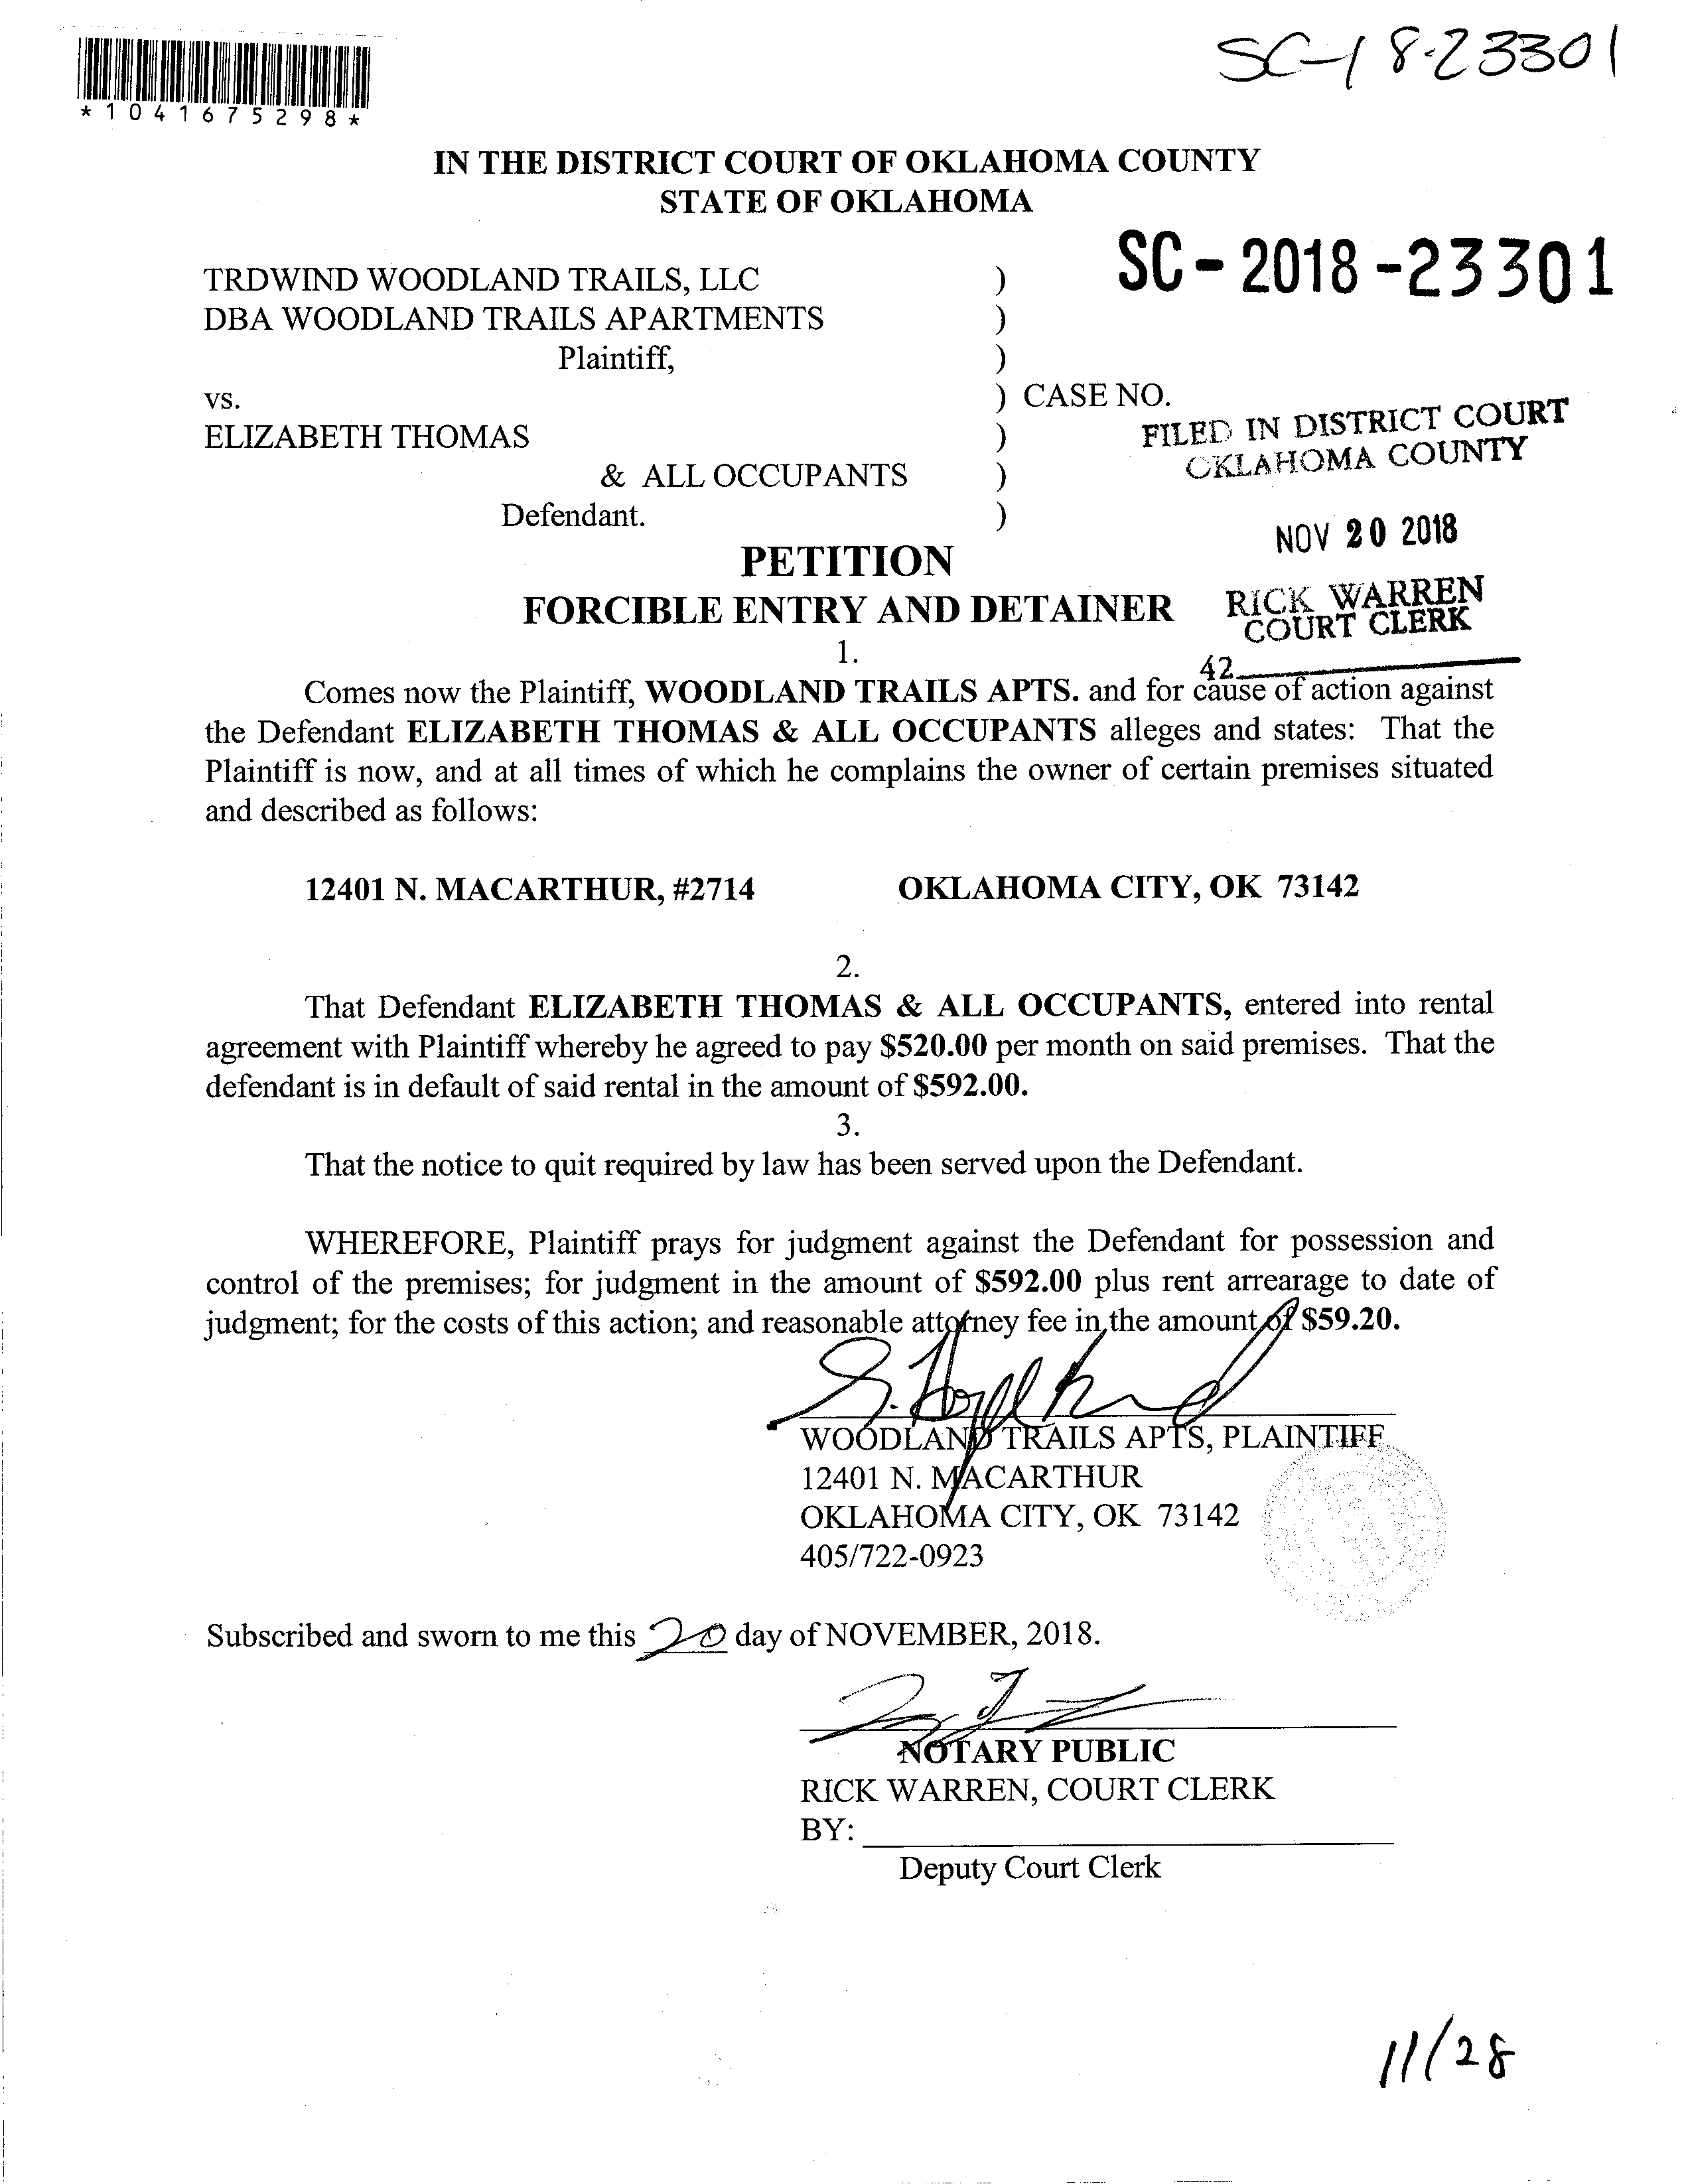 SC-18-23301
*1041675298*
IN THE DISTRICT COURT OF OKLAHOMA COUNTY
STATE OF OKLAHOMA
SC-2018-23301
TRDWIND WOODLAND TRAILS, LLC )
DBA WOODLAND TRAILS APARTMENTS )
Plaintiff, )
vs. ) CASE NO.
ELIZABETH THOMAS )
& ALL OCCUPANTS )
Defendant. )
FILED IN DISTRICT COURT
OKLAHOMA COUNTY
NOV 20 2018
RICK WARREN
COURT CLERK
42
PETITION
FORCIBLE ENTRY AND DETAINER
1.
Comes now the Plaintiff, WOODLAND TRAILS APTS. and for cause of action against
the Defendant ELIZABETH THOMAS & ALL OCCUPANTS alleges and states: That the
Plaintiff is now, and at all times of which he complains the owner of certain premises situated
and described as follows:
12401 N. MACARTHUR, #2714 OKLAHOMA CITY, OK 73142
2.
That Defendant ELIZABETH THOMAS & ALL OCCUPANTS, entered into rental
agreement with Plaintiff whereby he agreed to pay $520.00 per month on said premises. That the
defendant is in default of said rental in the amount of $592.00.
3.
That the notice to quit required by law has been served upon the Defendant.
WHEREFORE, Plaintiff prays for judgment against the Defendant for possession and
control of the premises; for judgment in the amount of $592.00 plus rent arrearage to date of
judgment; for the costs of this action; and reasonable attorney fee in the amount of $59.20.
WOODLAND TRAILS APTS, PLAINTIFF
12401 N. MACARTHUR
OKLAHOMA CITY, OK 73142
405/722-0923
Subscribed and sworn to me this 20 day of NOVEMBER, 2018.
NOTARY PUBLIC
RICK WARREN, COURT CLERK
BY:
Deputy Court Clerk
11/28